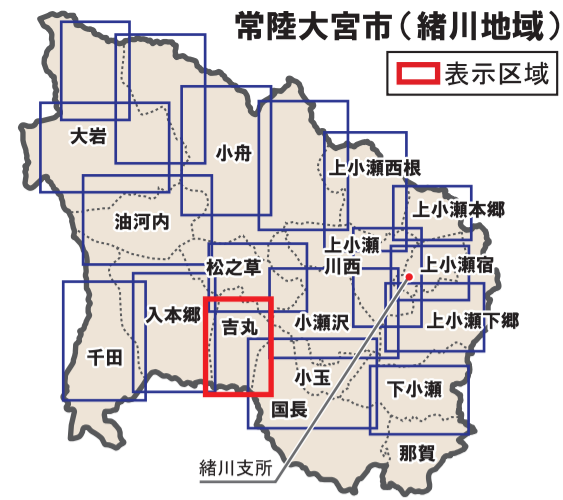 常陸大宮市（緒川地域）
表示区域
大岩
小舟
上小瀬西根
上小瀬本郷
油河内
上小瀬
川西
松之草
上小瀬宿
入本郷
吉丸
小瀬沢
上小瀬下郷
千田
小玉
下小瀬
国長
那賀
緒川支所